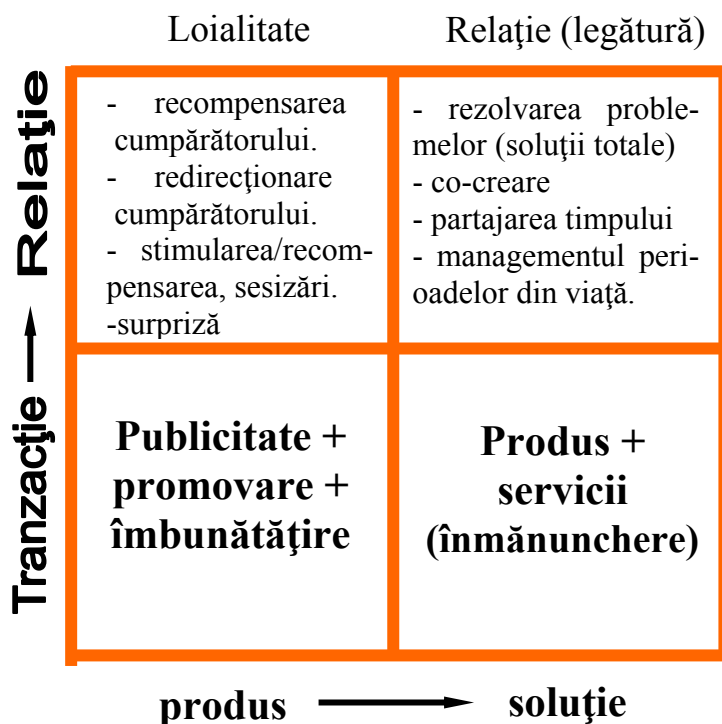 Loialitate
Relaţie (legătură)
- recompensarea
cumpărătorului.
- redirecţionare
cumpărătorului.
- stimularea/recom-
pensarea, sesizări.
-surpriză
- rezolvarea proble-
melor (soluţii totale)
- co-creare
- partajarea timpului
- managementul peri-
oadelor din viaţă.
Tranzacţie
Relaţie
Publicitate +
promovare +
îmbunătăţire
Produs +
servicii
(înmănunchere)
produs
soluţie